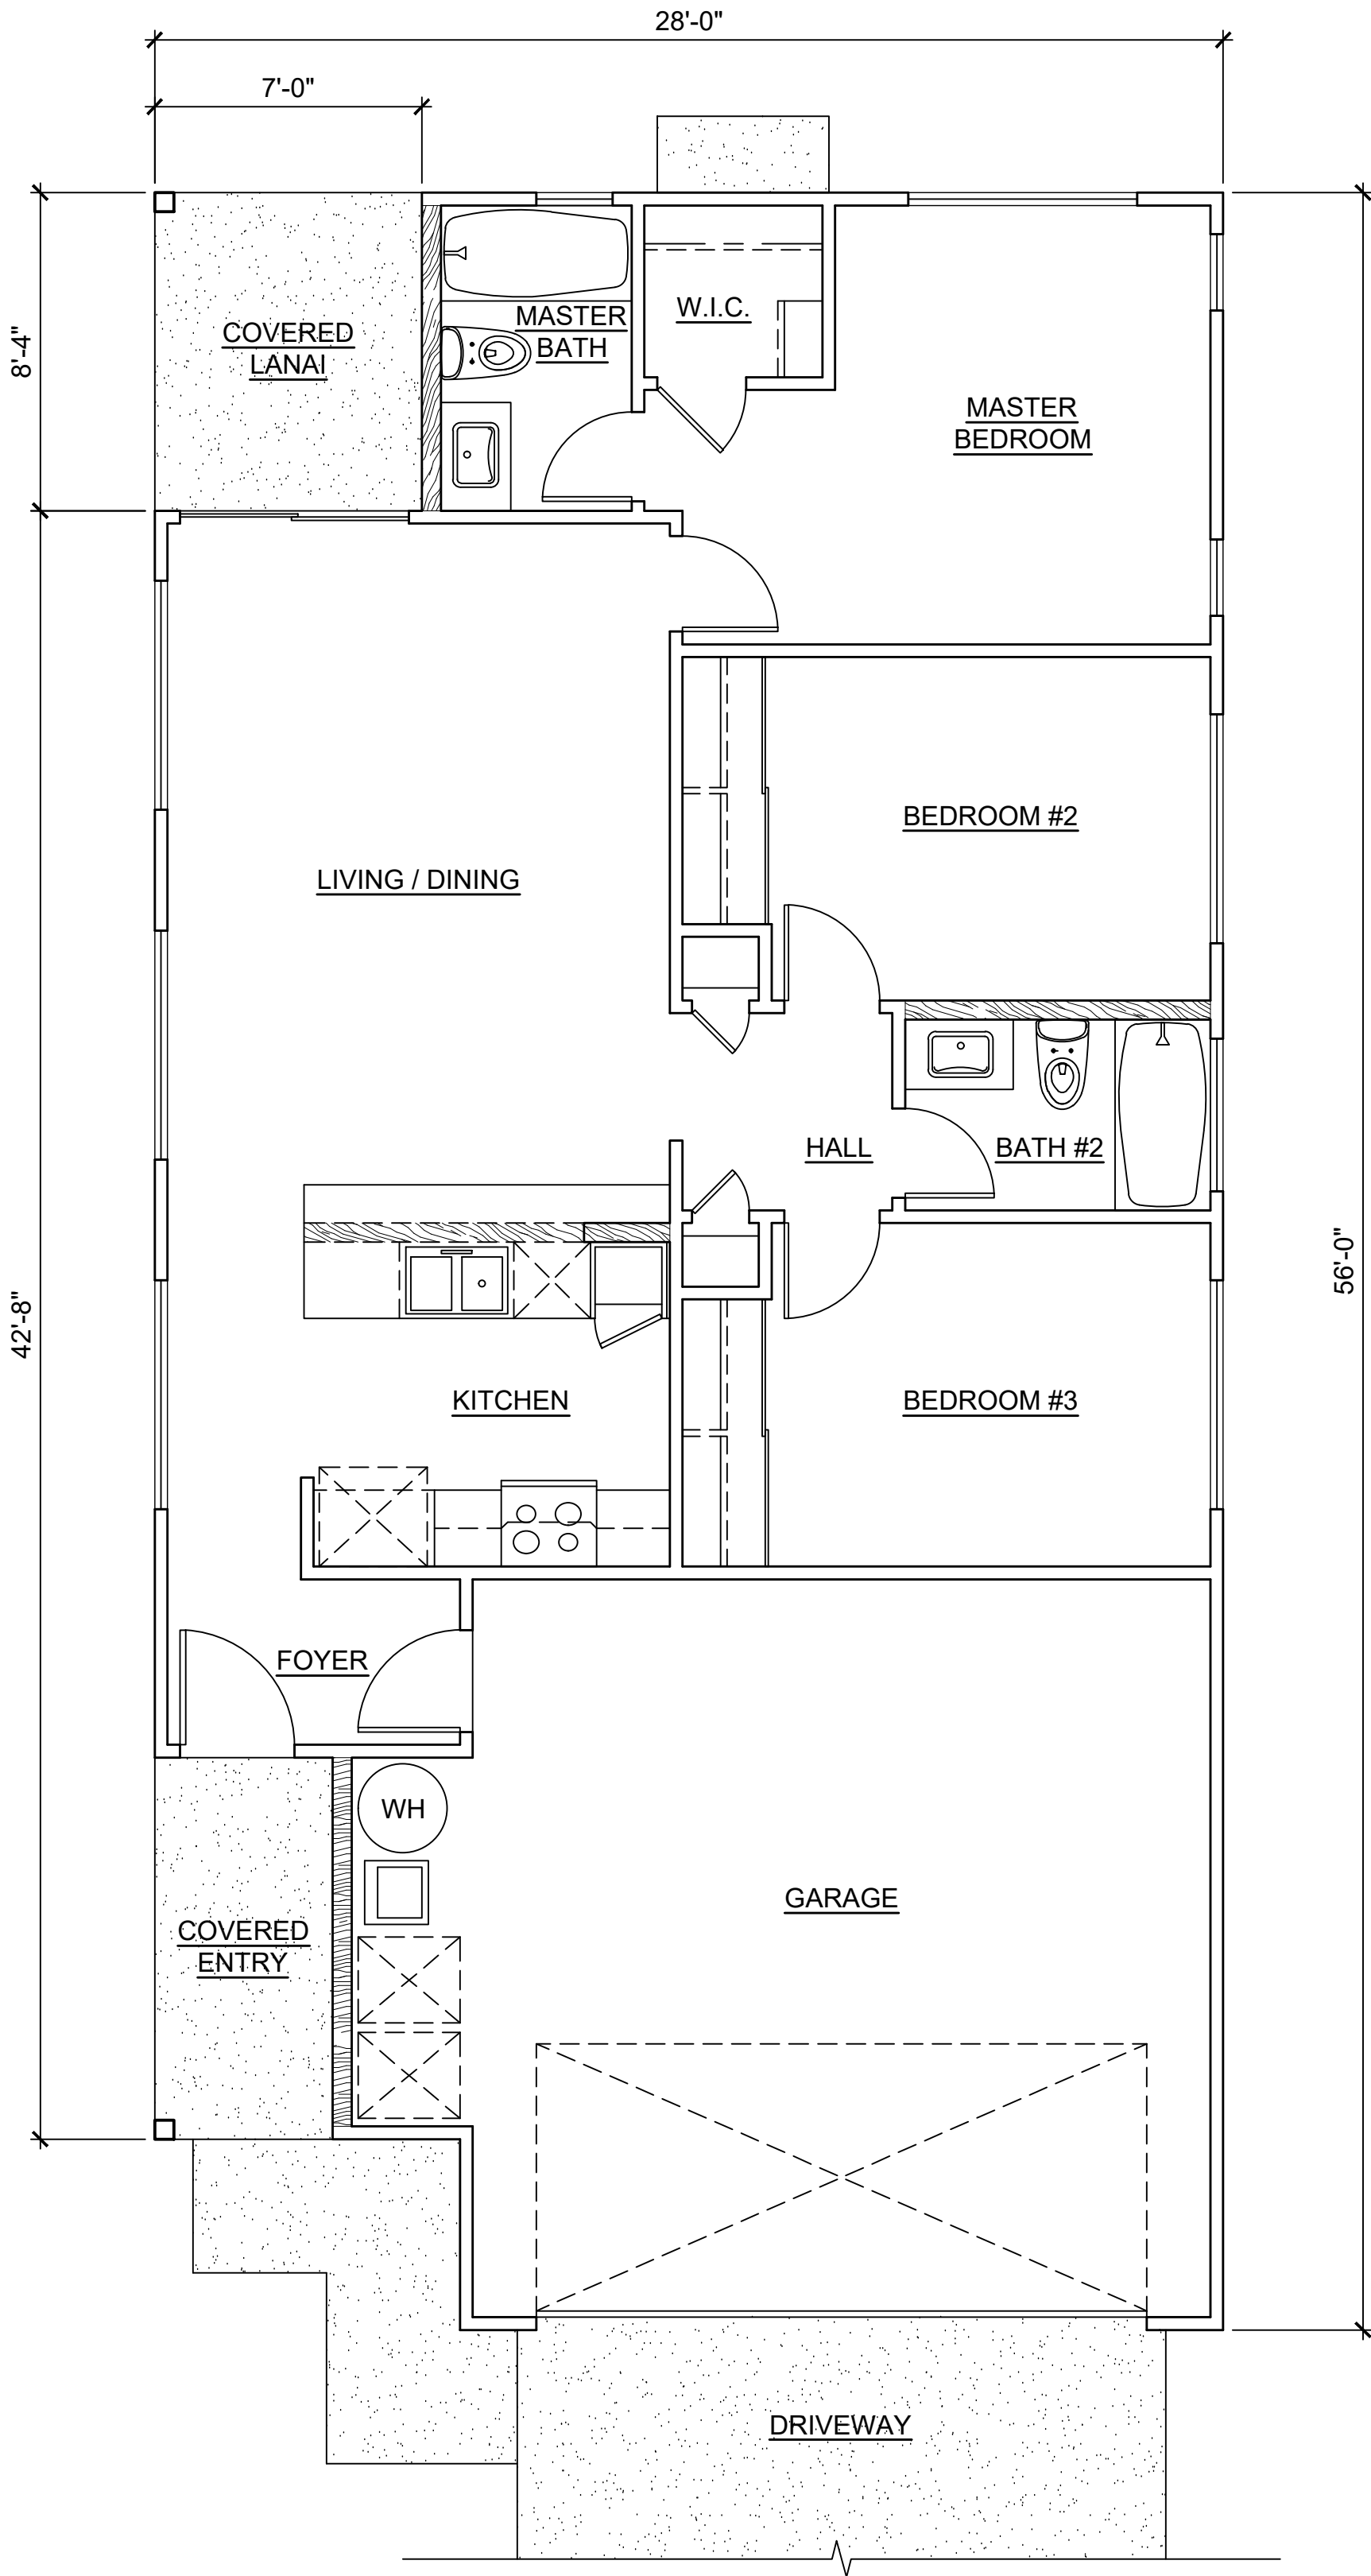 28'-0"
7'-0"
8'-4"
COVERED
LANAI
MASTER
BATH
W.I.C.
MASTER
BEDROOM
BEDROOM #2
LIVING / DINING
HALL
BATH #2
42'-8"
56'-0"
KITCHEN
BEDROOM #3
FOYER
WH
GARAGE
COVERED
ENTRY
DRIVEWAY